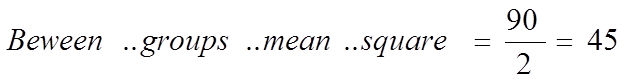 Beween ..groups ..mean ..square = 90/2 = 45